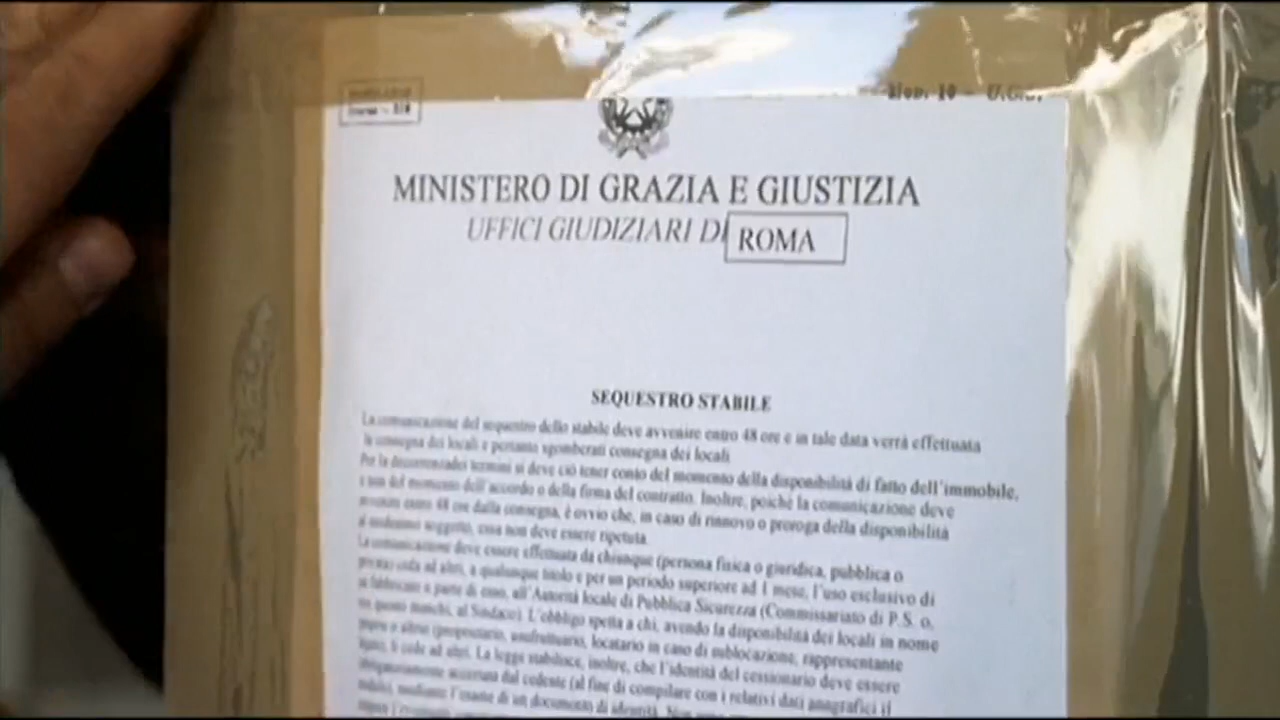 Mod. 10 - U.G.S.
MINISTERO DI GRAZIA E GIUSTIZIA
UFFICI GIUDIZIARI DI ROMA
SEQUESTRO STABILE
La comunicazione del sequestro dello stabile deve avvenire entro 48 ore e in tale data verrà effettuata
la consegna dei locali e pertanto sgomberati consegna dei locali
Per la termini si deve ciò tener conto del momento della disponibilità di fatto dell'immobile,
e non del momento dell'accordo o della firma del contratto. Inoltre, poichè la comunicazione deve
avvenire entro 48 ore dalla consegna, è ovvio che, in caso di rinnovo o proroga della disponibilità
al medesimo soggetto, essa non deve essere ripetuta.
La comunicazione deve essere effettuata da chiunque (persona fisica o giuridica, pubblica o
privata) ceda ad altri, a qualunque titolo e per un periodo superiore ad 1 mese, l'uso esclusivo di
un fabbricato o parte di esso, all'Autorità locale di Pubblica Sicurezza (Commissariato di P.S. o,
ove questo manchi, al Sindaco). L'obbligo spetta a chi, avendo la disponibilità dei locali in nome
proprio o altrui (proprietario, usufruttuario, locatario in caso di sublocazione, rappresentante
legale, li cede ad altri. La legge stabilisce, inoltre, che l'identità del cessionario deve essere
accertata dal cedente (al fine di compilare con i relativi dati anagrafici il
mediante l'esame di un documento di identità. Non